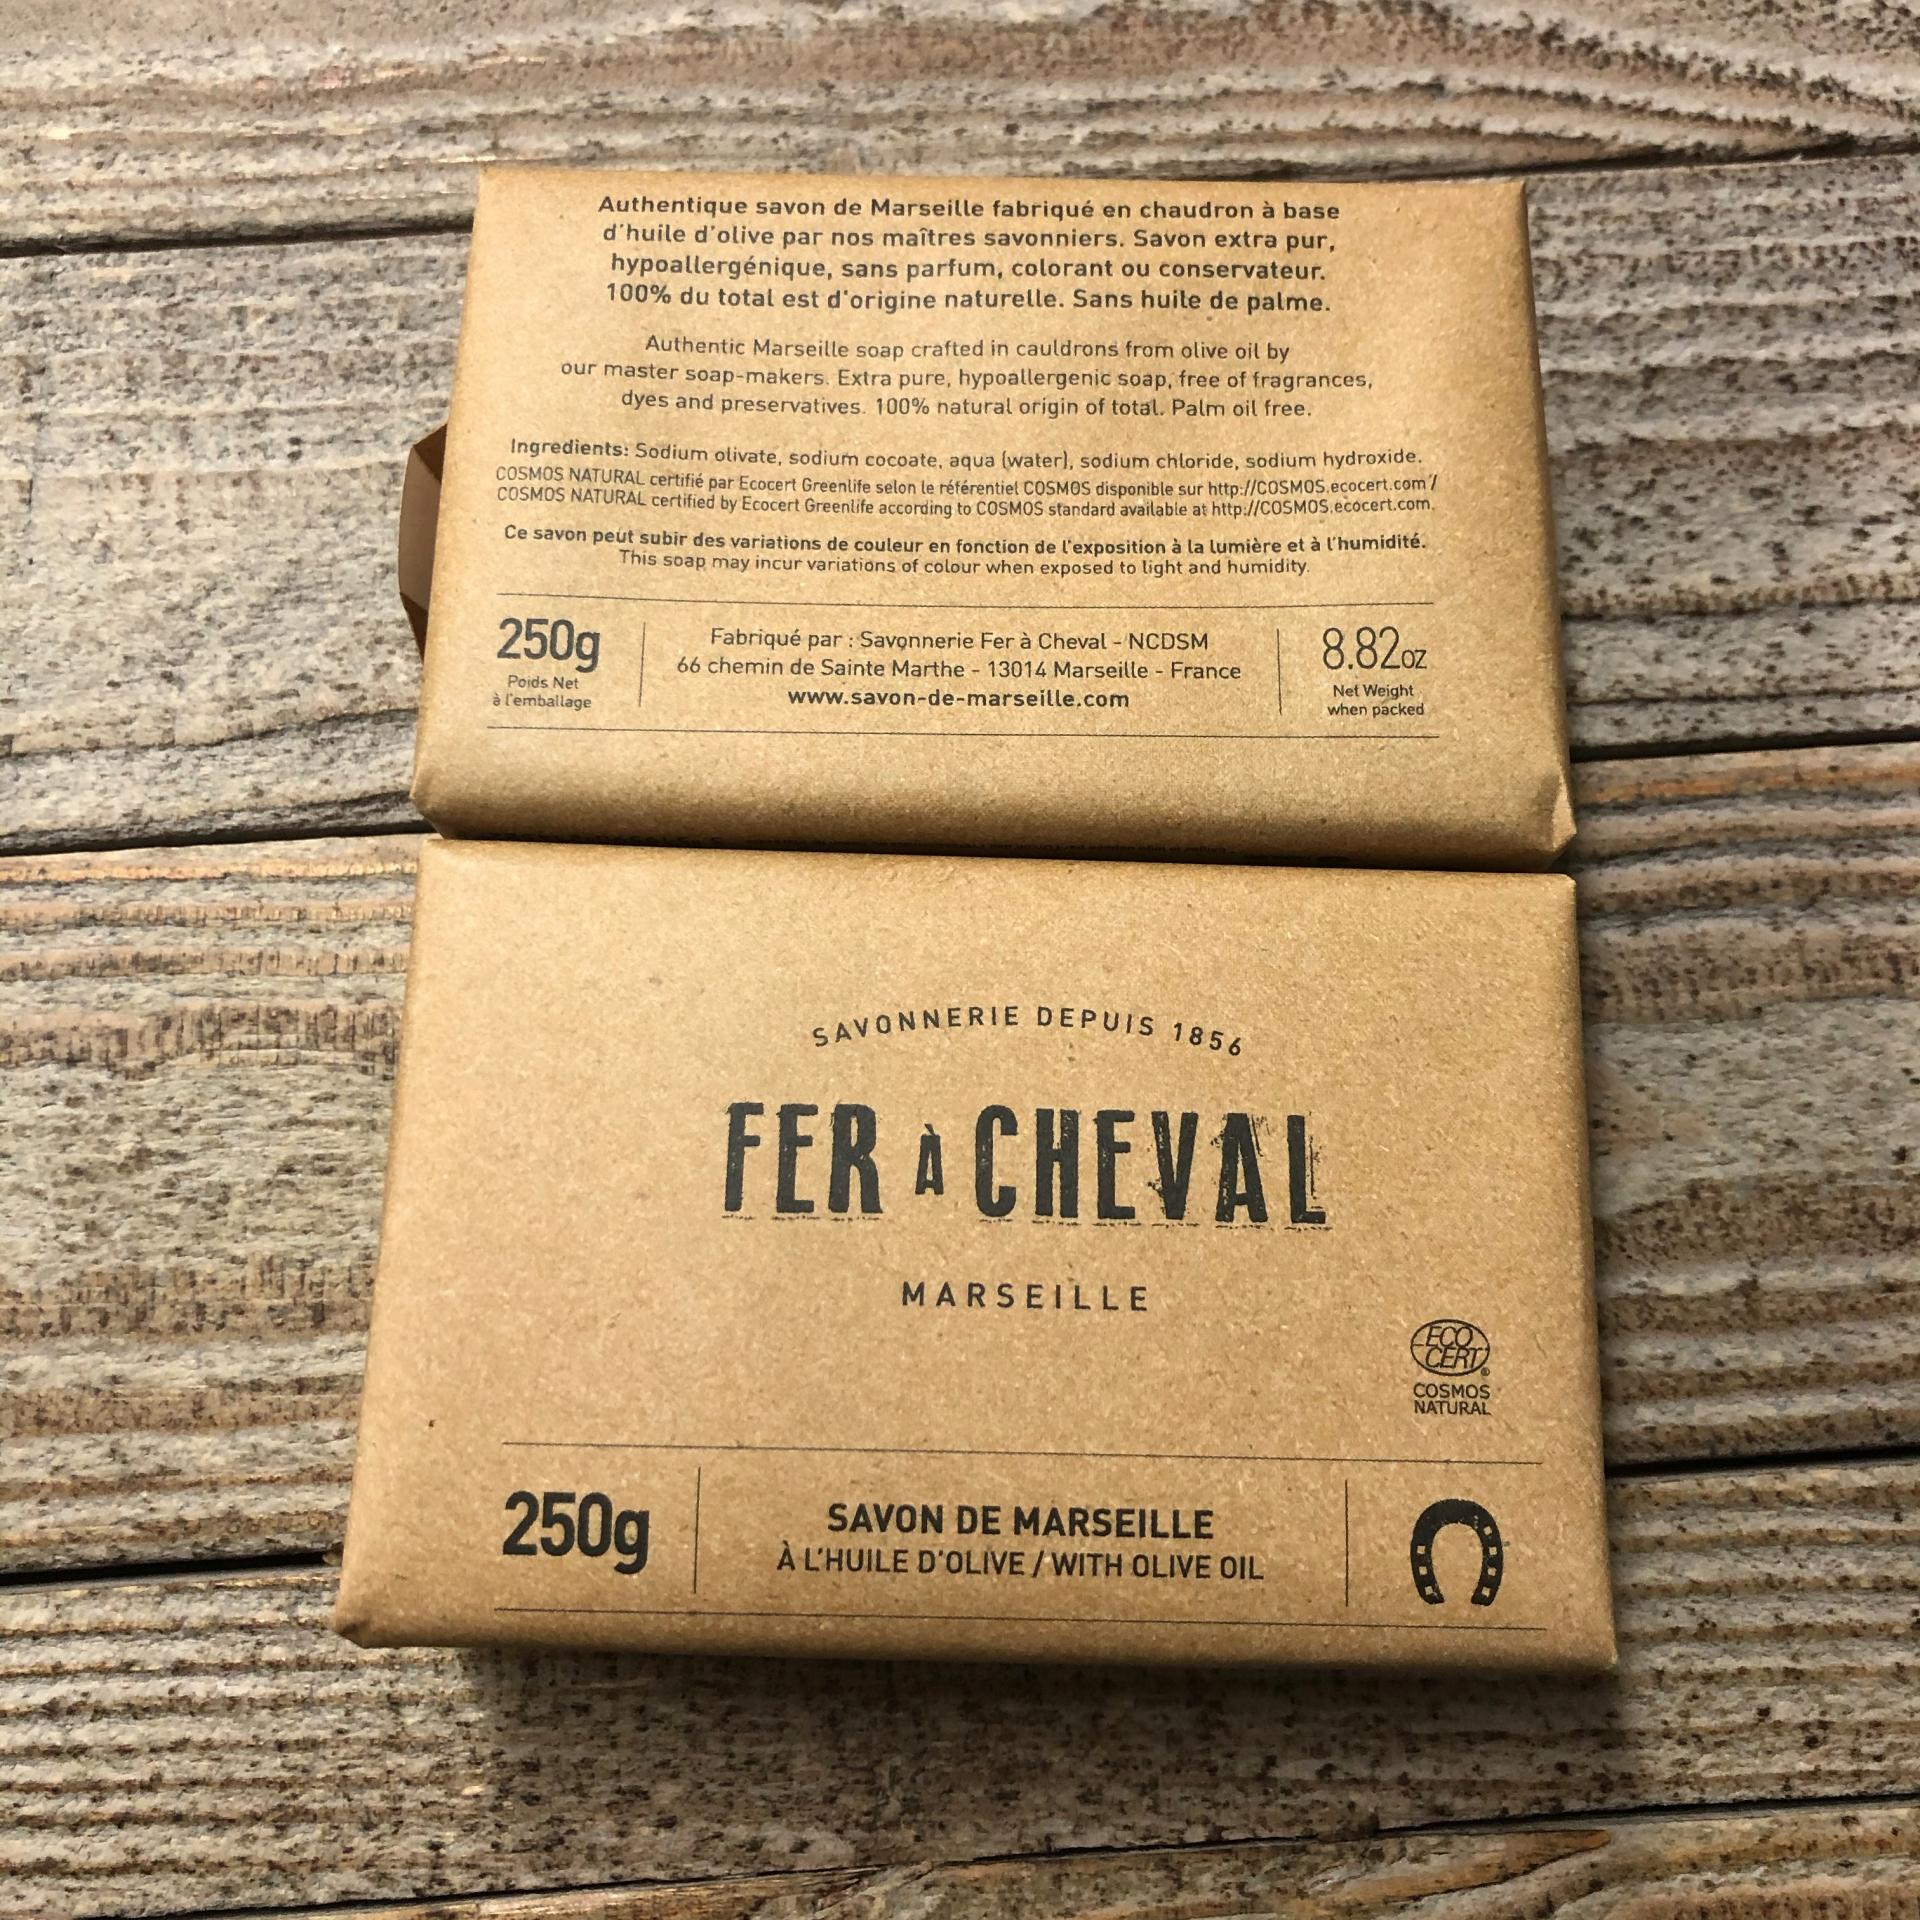 Authentique savon de Marseille fabriqué en chaudron à base
d'huile d'olive par nos maîtres savonniers. Savon extra pur,
hypoallergénique, sans parfum, colorant ou conservateur.
100% du total est d'origine naturelle. Sans huile de palme.
Authentic Marseille soap crafted in cauldrons from olive oil by
our master soap-makers. Extra pure, hypoallergenic soap, free of fragrances,
dyes and preservatives. 100% natural origin of total. Palm oil free.
Ingredients: Sodium olivate, sodium cocoate, aqua (water), sodium chloride, sodium hydroxide.
COSMOS NATURAL certifié par Ecocert Greenlife selon le référentiel COSMOS disponible sur http://COSMOS.ecocert.com /
COSMOS NATURAL certified by Ecocert Greenlife according to COSMOS standard available at http://COSMOS.ecocert.com.
Ce savon peut subir des variations de couleur en fonction de l'exposition à la lumière et à l'humidité.
This soap may incur variations of colour when exposed to light and humidity.
250g
Poids Net
à l'emballage
Fabriqué par : Savonnerie Fer à Cheval - NCDSM
66 chemin de Sainte Marthe - 13014 Marseille - France
www.savon-de-marseille.com
8.82oz
Net Weight
when packed
SAVONNERIE DEPUIS 1856
FER À CHEVAL
MARSEILLE
ECO
CERT®
COSMOS
NATURAL
250g
SAVON DE MARSEILLE
À L'HUILE D'OLIVE / WITH OLIVE OIL